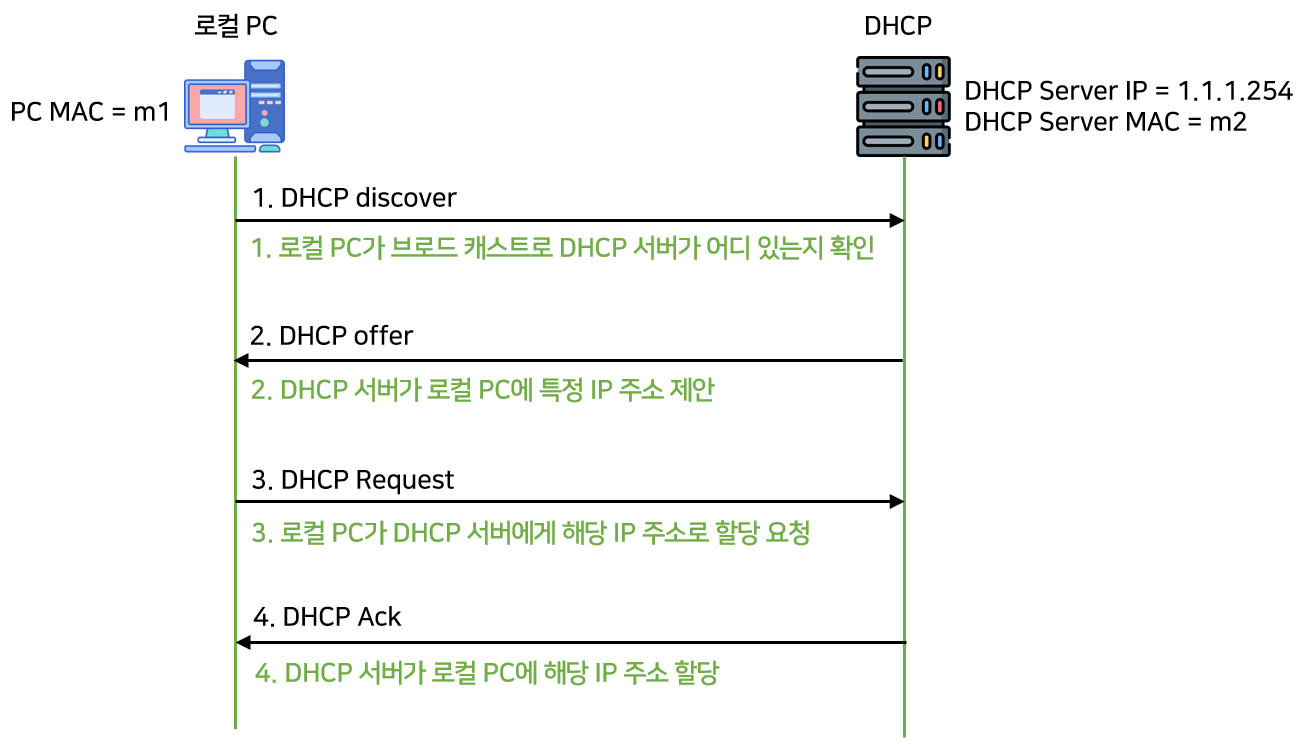 로컬 PC
DHCP
PC MAC = m1
DHCP Server IP = 1.1.1.254
DHCP Server MAC = m2
1. DHCP discover
1. 로컬 PC가 브로드 캐스트로 DHCP 서버가 어디 있는지 확인
2. DHCP offer
2. DHCP 서버가 로컬 PC에 특정 IP 주소 제안
3. DHCP Request
3. 로컬 PC가 DHCP 서버에게 해당 IP 주소로 할당 요청
4. DHCP Ack
4. DHCP 서버가 로컬 PC에 해당 IP 주소 할당